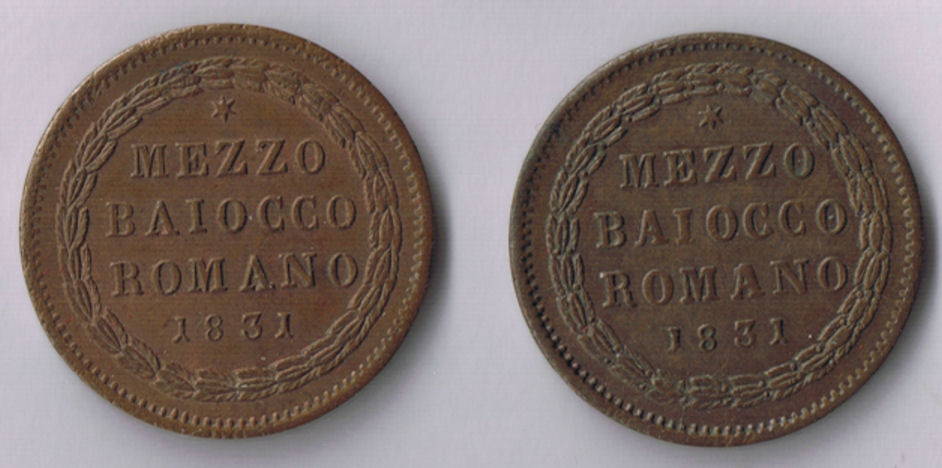 MEZZO
BAIOCCO
ROMANO
1831
MEZZO
BAIOCCO
ROMANO
1831